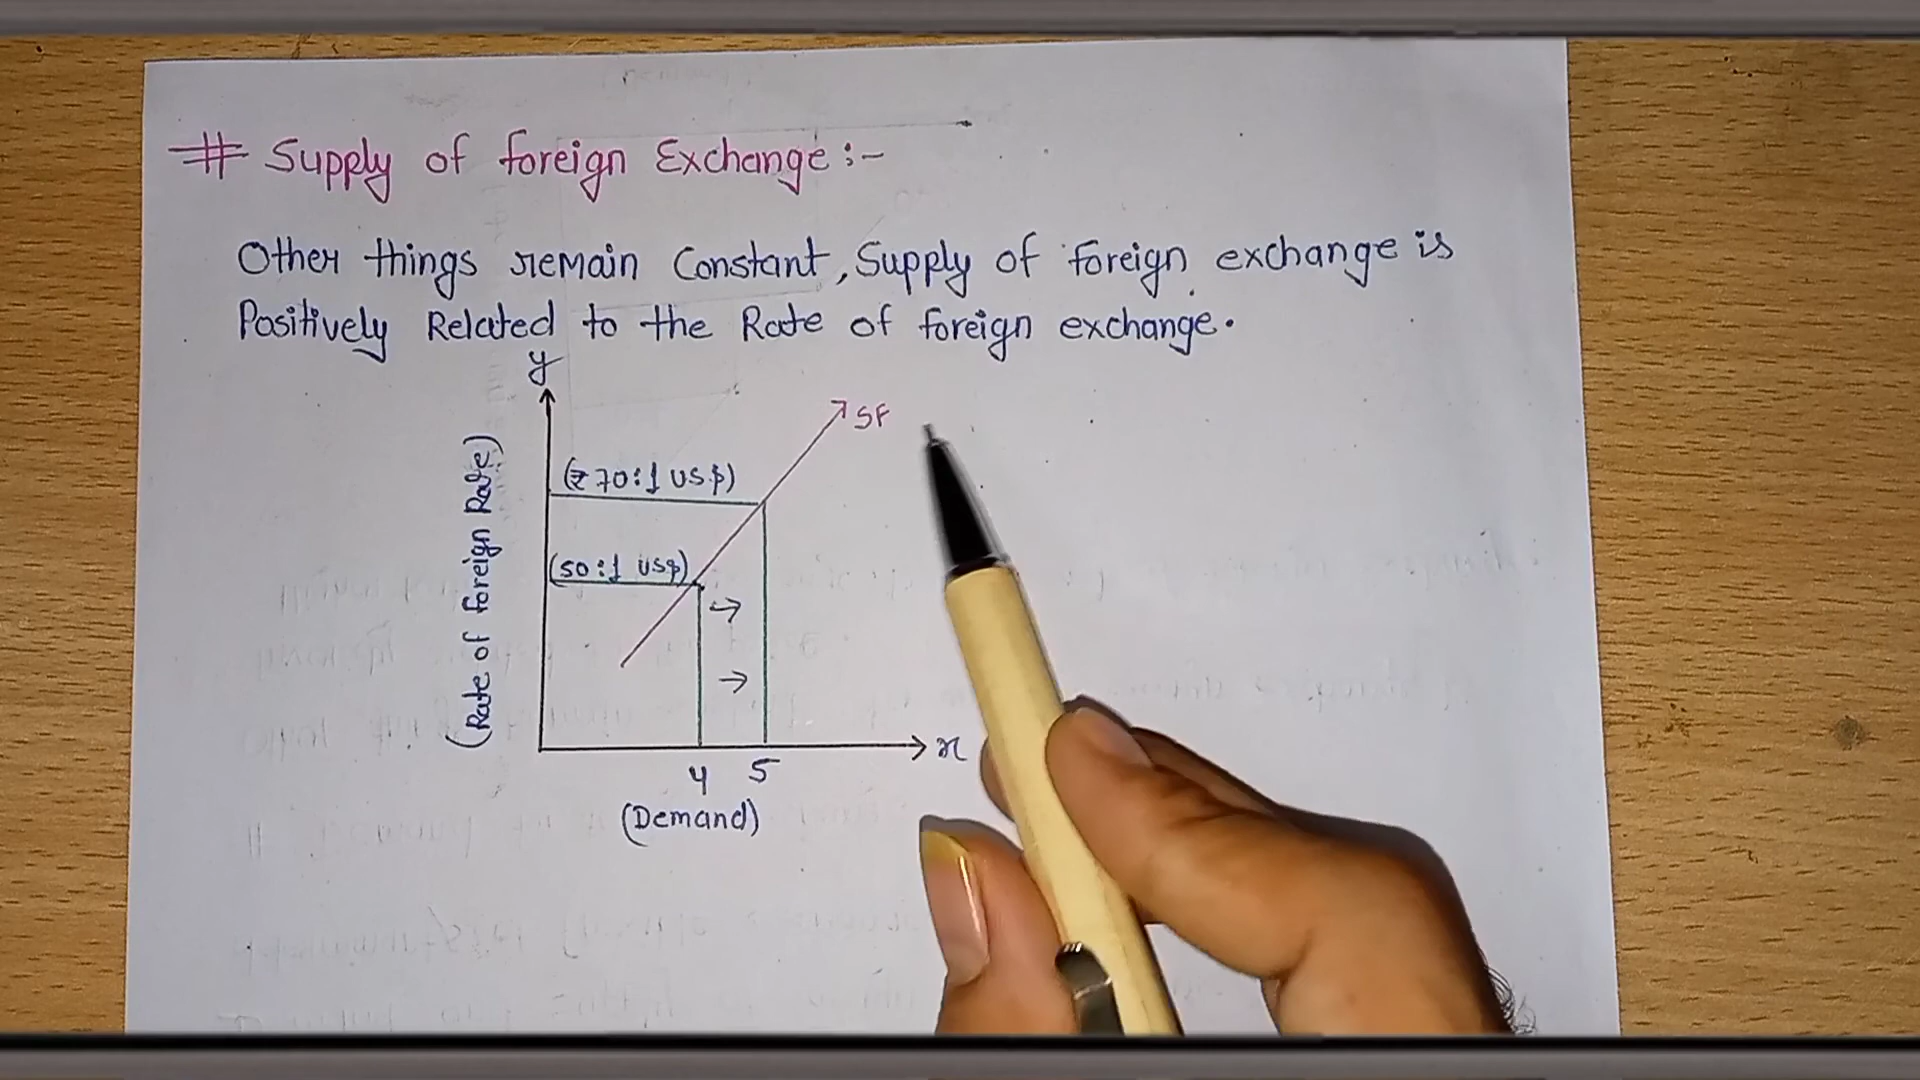 # Supply of foreign Exchange :-
Other things remain Constant, Supply of foreign exchange is
Positively Related to the Rate of foreign exchange.
y
SF
(₹ 70:1 US$)
(50:1 US$)
(Rate of foreign Rate)
x
4 5
(Demand)